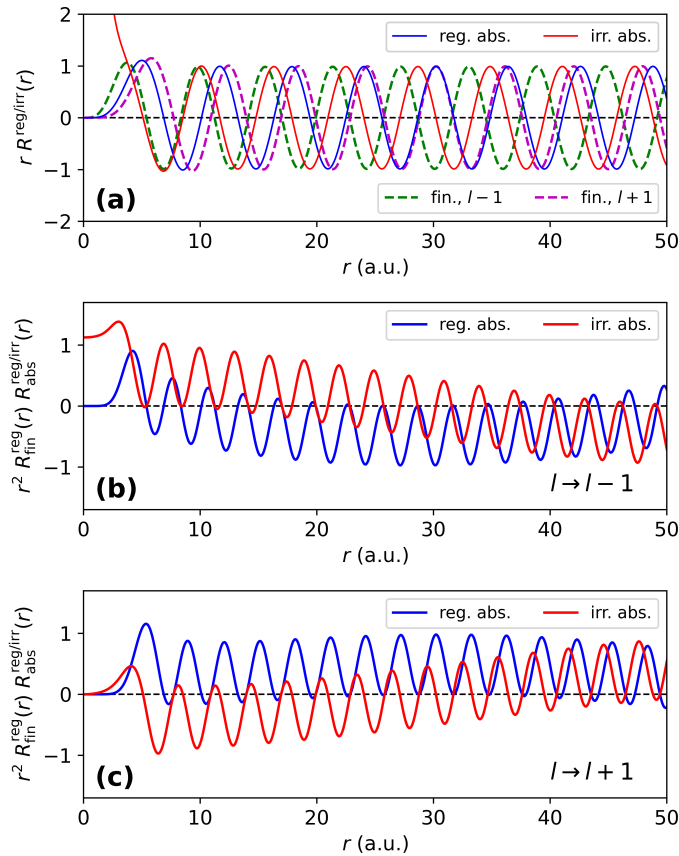 2
1
0
−1
−2
r R^reg/irr(r)
reg. abs. irr. abs.
(a)
fin., l − 1 fin., l + 1
0 10 20 30 40 50
r (a.u.)
1
0
−1
r² R_fin^reg(r) R_abs^reg/irr(r)
reg. abs. irr. abs.
(b)
l → l − 1
0 10 20 30 40 50
r (a.u.)
1
0
−1
r² R_fin^reg(r) R_abs^reg/irr(r)
reg. abs. irr. abs.
(c)
l → l + 1
0 10 20 30 40 50
r (a.u.)